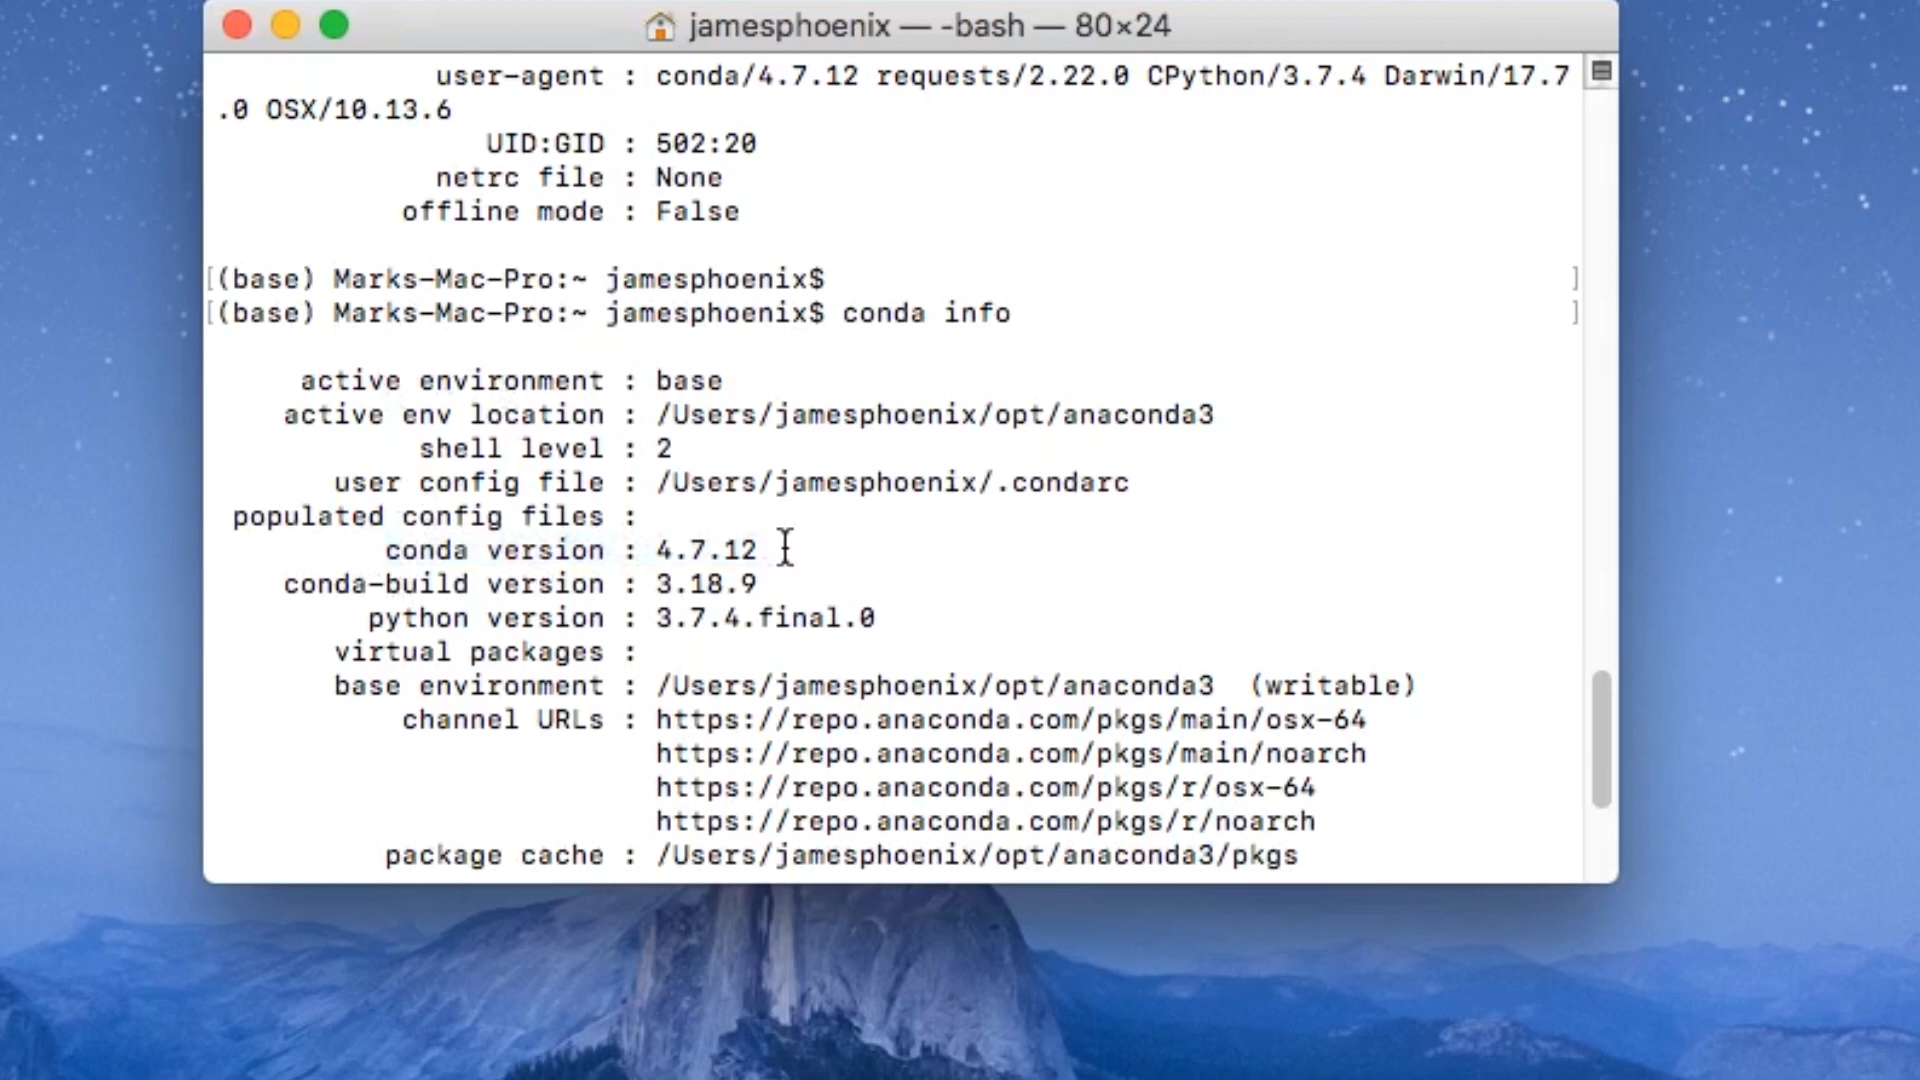 jamesphoenix — -bash — 80×24
user-agent : conda/4.7.12 requests/2.22.0 CPython/3.7.4 Darwin/17.7
.0 OSX/10.13.6
UID:GID : 502:20
netrc file : None
offline mode : False
[(base) Marks-Mac-Pro:~ jamesphoenix$ ]
[(base) Marks-Mac-Pro:~ jamesphoenix$ conda info ]
active environment : base
active env location : /Users/jamesphoenix/opt/anaconda3
shell level : 2
user config file : /Users/jamesphoenix/.condarc
populated config files :
conda version : 4.7.12
conda-build version : 3.18.9
python version : 3.7.4.final.0
virtual packages :
base environment : /Users/jamesphoenix/opt/anaconda3  (writable)
channel URLs : https://repo.anaconda.com/pkgs/main/osx-64
https://repo.anaconda.com/pkgs/main/noarch
https://repo.anaconda.com/pkgs/r/osx-64
https://repo.anaconda.com/pkgs/r/noarch
package cache : /Users/jamesphoenix/opt/anaconda3/pkgs